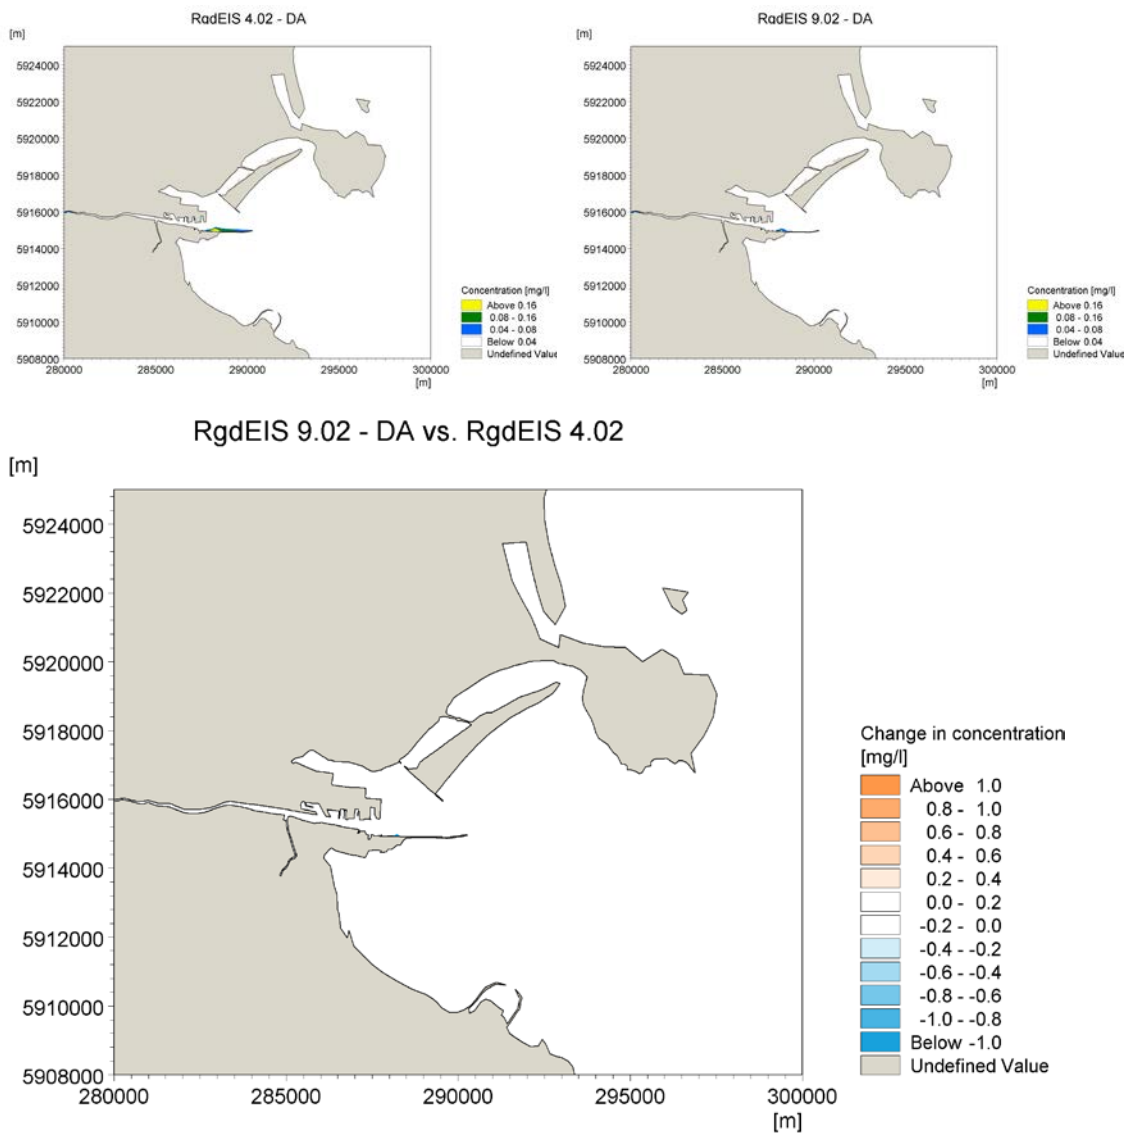 RgdEIS 4.02 - DA
[m]
5924000
5922000
5920000
5918000
5916000
5914000
5912000
5910000
5908000
280000 285000 290000 295000 300000
[m]
Concentration [mg/l]
Above 0.16
0.08 - 0.16
0.04 - 0.08
Below 0.04
Undefined Value
RgdEIS 9.02 - DA
[m]
5924000
5922000
5920000
5918000
5916000
5914000
5912000
5910000
5908000
280000 285000 290000 295000 300000
[m]
Concentration [mg/l]
Above 0.16
0.08 - 0.16
0.04 - 0.08
Below 0.04
Undefined Value
RgdEIS 9.02 - DA vs. RgdEIS 4.02
[m]
5924000
5922000
5920000
5918000
5916000
5914000
5912000
5910000
5908000
280000 285000 290000 295000 300000
[m]
Change in concentration
[mg/l]
Above 1.0
0.8 - 1.0
0.6 - 0.8
0.4 - 0.6
0.2 - 0.4
0.0 - 0.2
-0.2 - 0.0
-0.4 - -0.2
-0.6 - -0.4
-0.8 - -0.6
-1.0 - -0.8
Below -1.0
Undefined Value